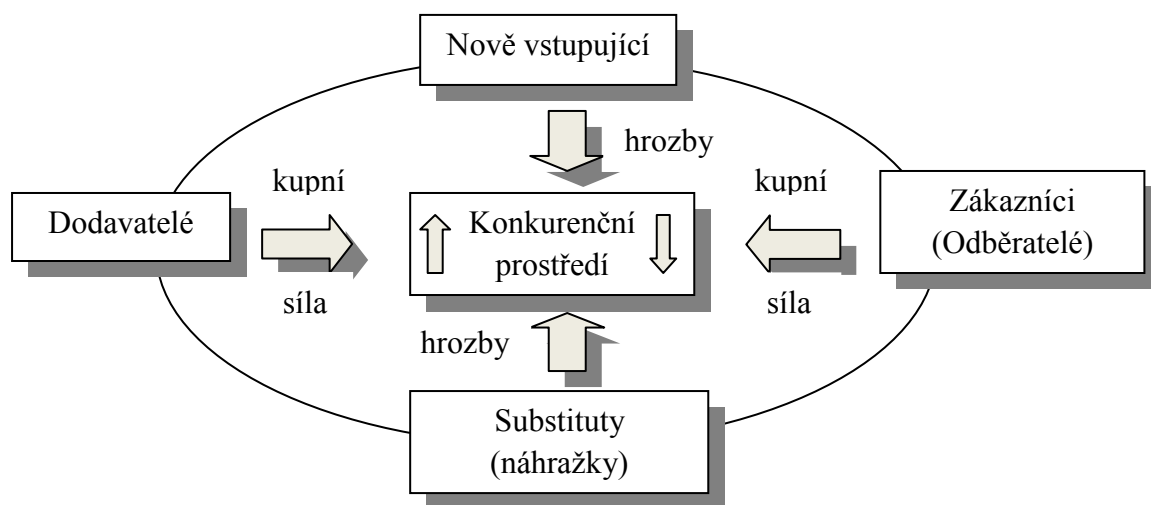 Nově vstupující
hrozby
kupní
kupní
Dodavatelé
Konkurenční
prostředí
Zákazníci
(Odběratelé)
síla
síla
hrozby
Substituty
(náhražky)